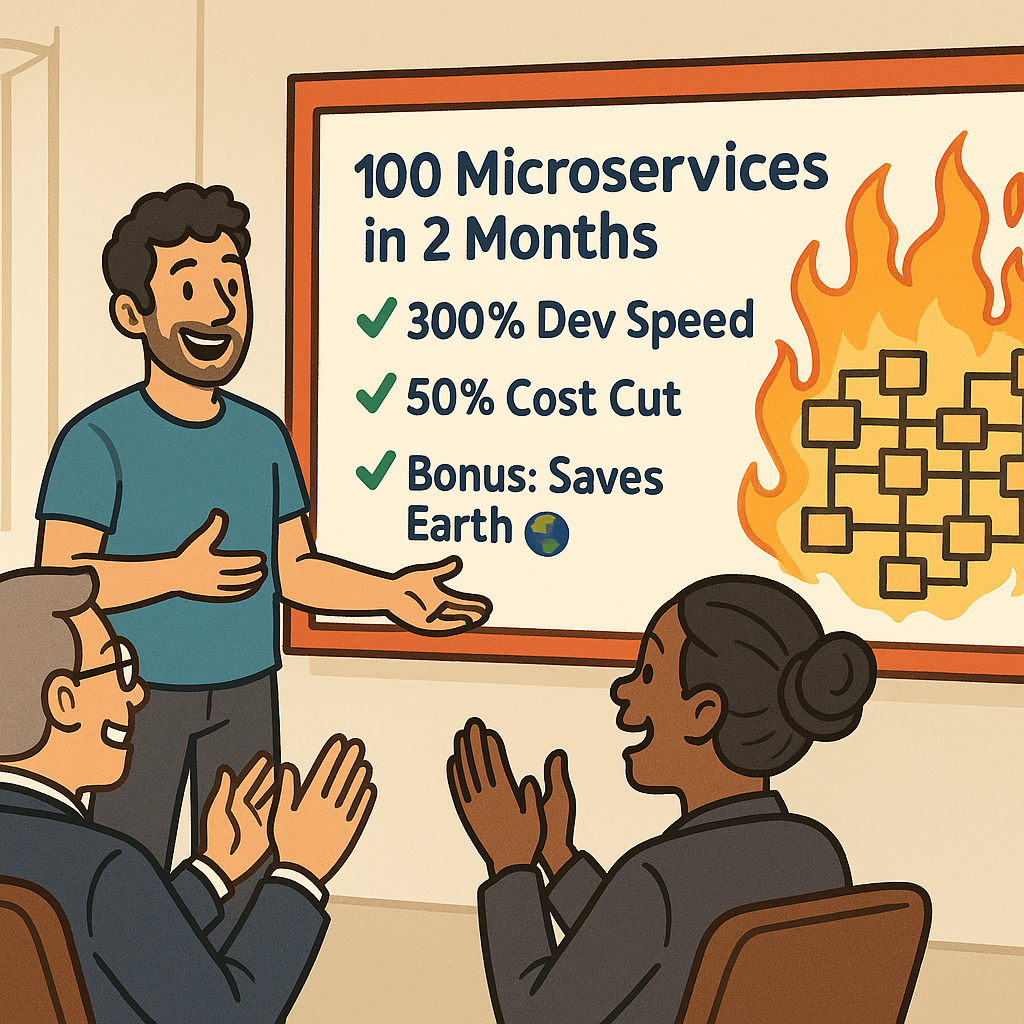 100 Microservices
in 2 Months
✓ 300% Dev Speed
✓ 50% Cost Cut
✓ Bonus: Saves
Earth 🌍